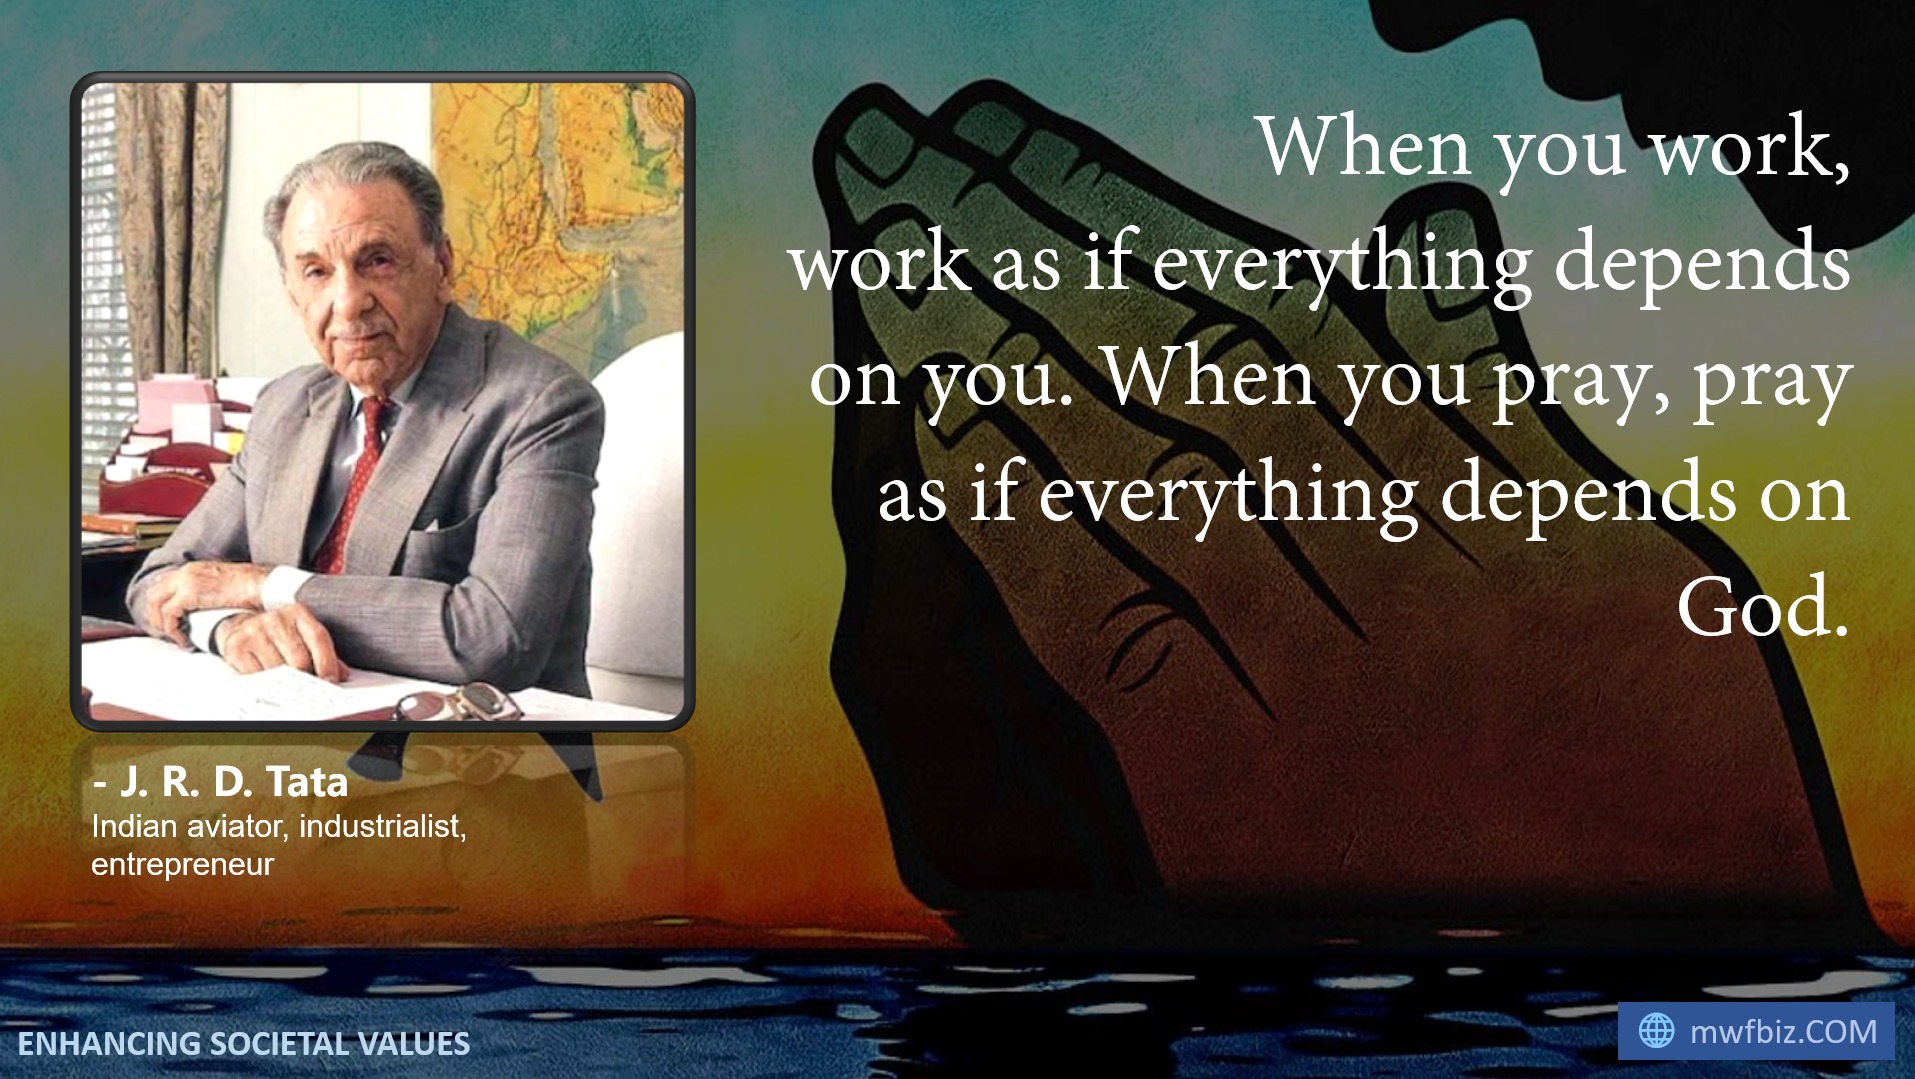 When you work,
work as if everything depends
on you. When you pray, pray
as if everything depends on
God.
- J. R. D. Tata
Indian aviator, industrialist,
entrepreneur
ENHANCING SOCIETAL VALUES
mwfbiz.COM